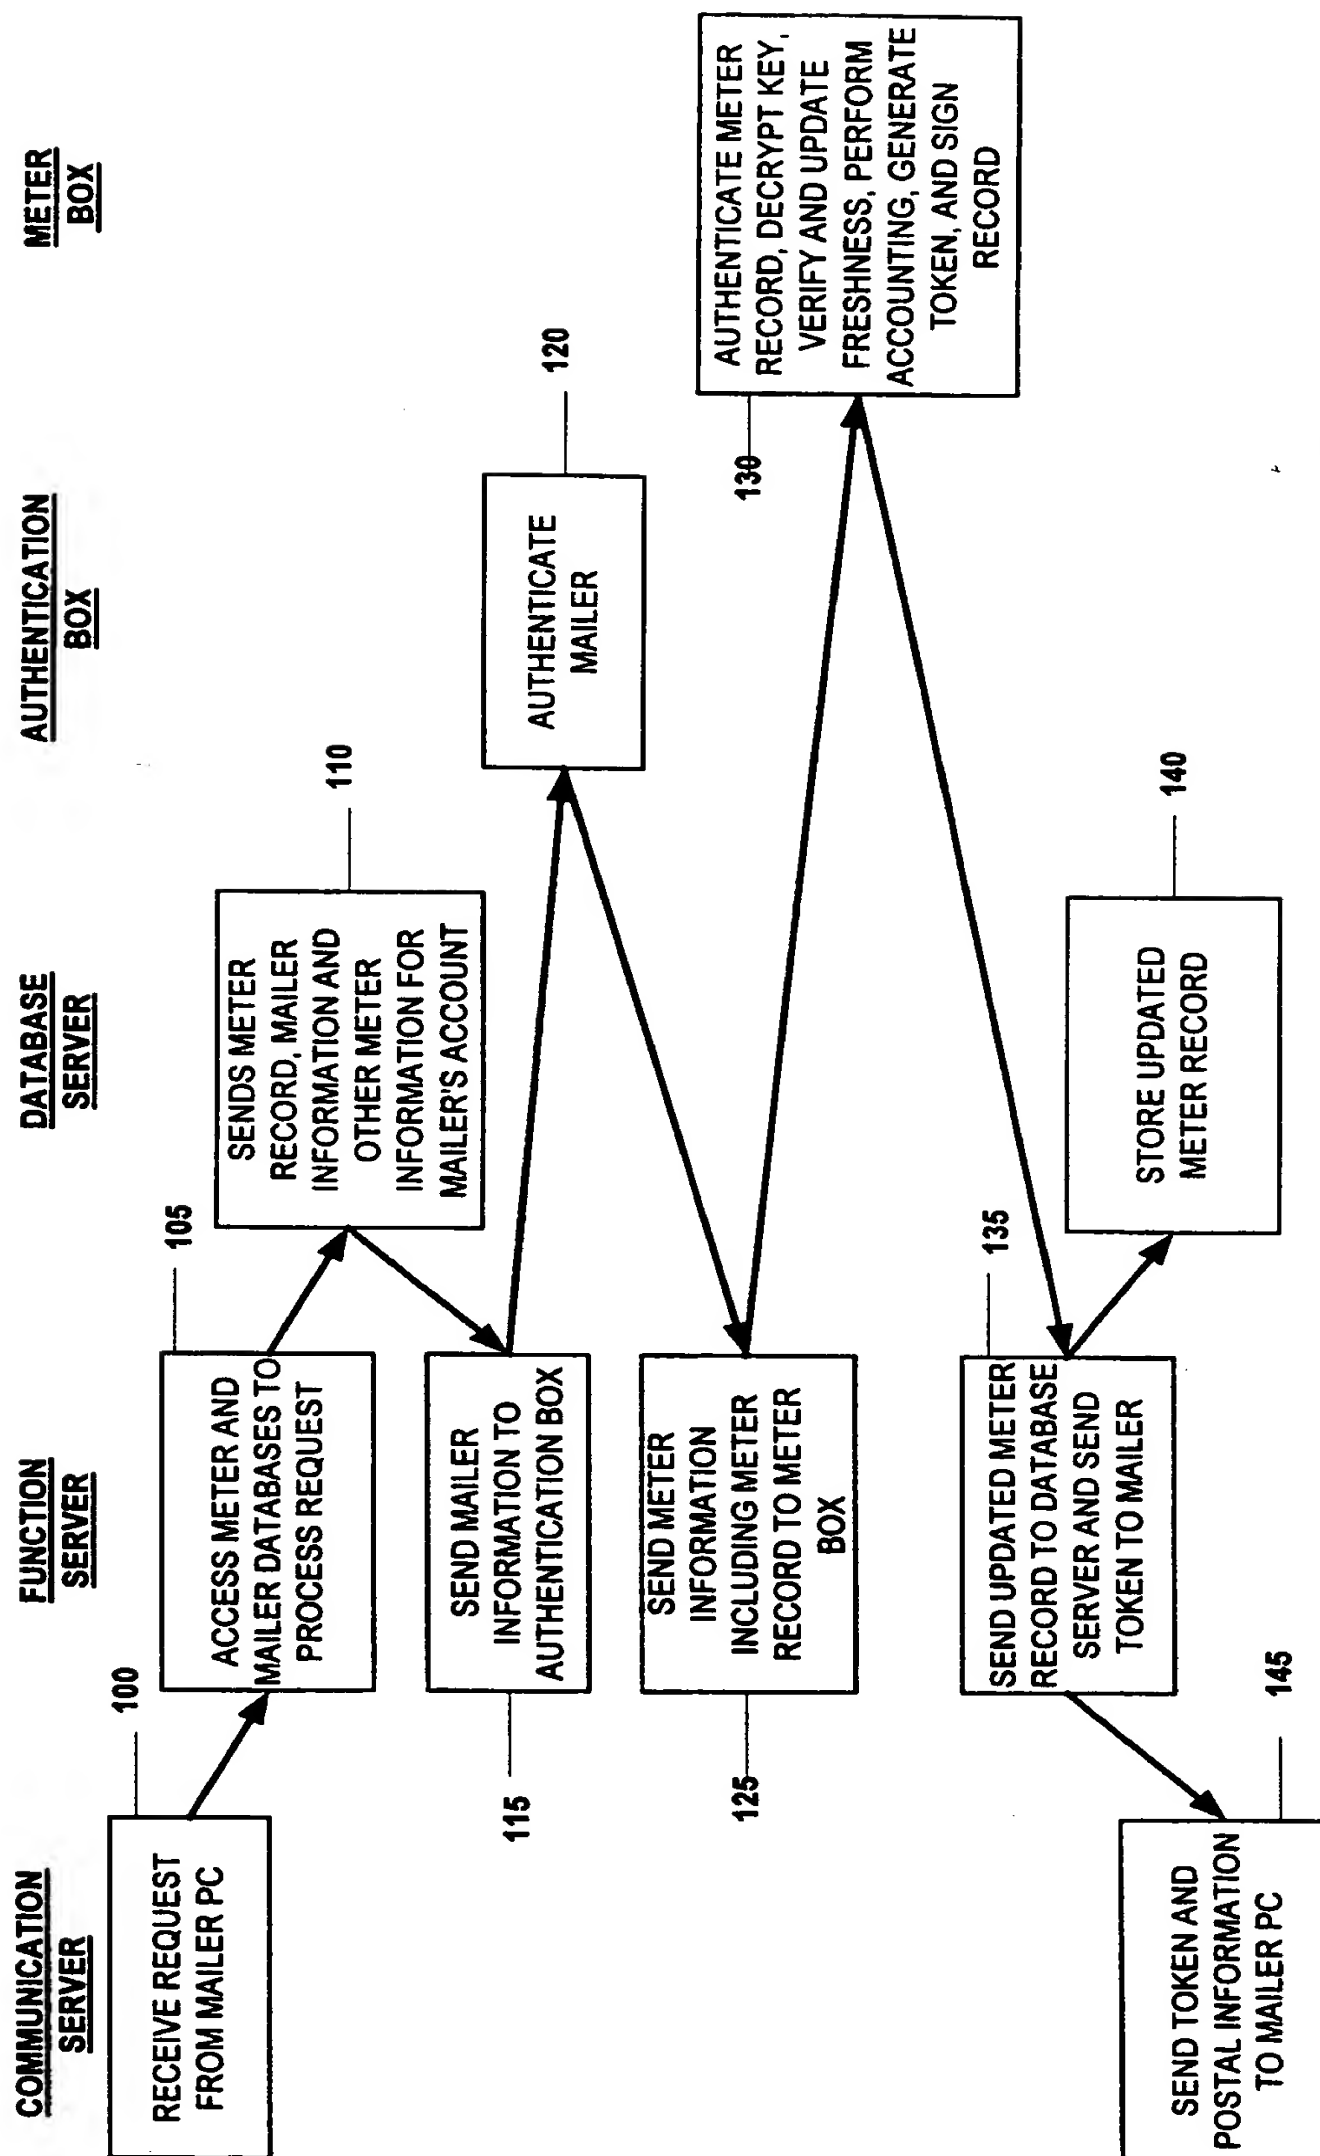 COMMUNICATION
SERVER
FUNCTION
SERVER
DATABASE
SERVER
AUTHENTICATION
BOX
METER
BOX
100
RECEIVE REQUEST
FROM MAILER PC
105
ACCESS METER AND
MAILER DATABASES TO
PROCESS REQUEST
110
SENDS METER
RECORD, MAILER
INFORMATION AND
OTHER METER
INFORMATION FOR
MAILER'S ACCOUNT
115
SEND MAILER
INFORMATION TO
AUTHENTICATION BOX
120
AUTHENTICATE
MAILER
125
SEND METER
INFORMATION
INCLUDING METER
RECORD TO METER
BOX
130
AUTHENTICATE METER
RECORD, DECRYPT KEY,
VERIFY AND UPDATE
FRESHNESS, PERFORM
ACCOUNTING, GENERATE
TOKEN, AND SIGN
RECORD
135
SEND UPDATED METER
RECORD TO DATABASE
SERVER AND SEND
TOKEN TO MAILER
140
STORE UPDATED
METER RECORD
145
SEND TOKEN AND
POSTAL INFORMATION
TO MAILER PC